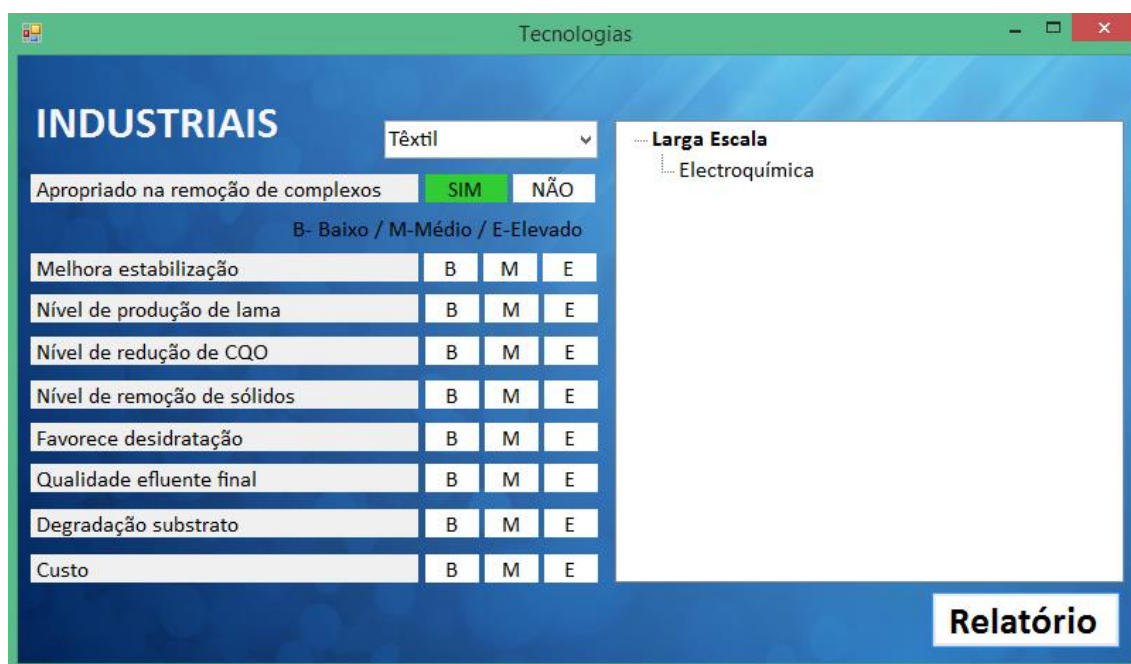 Tecnologias
INDUSTRIAIS
Têxtil
Apropriado na remoção de complexos SIM NÃO
B- Baixo / M-Médio / E-Elevado
Melhora estabilização B M E
Nível de produção de lama B M E
Nível de redução de CQO B M E
Nível de remoção de sólidos B M E
Favorece desidratação B M E
Qualidade efluente final B M E
Degradação substrato B M E
Custo B M E
Larga Escala
Electroquímica
Relatório